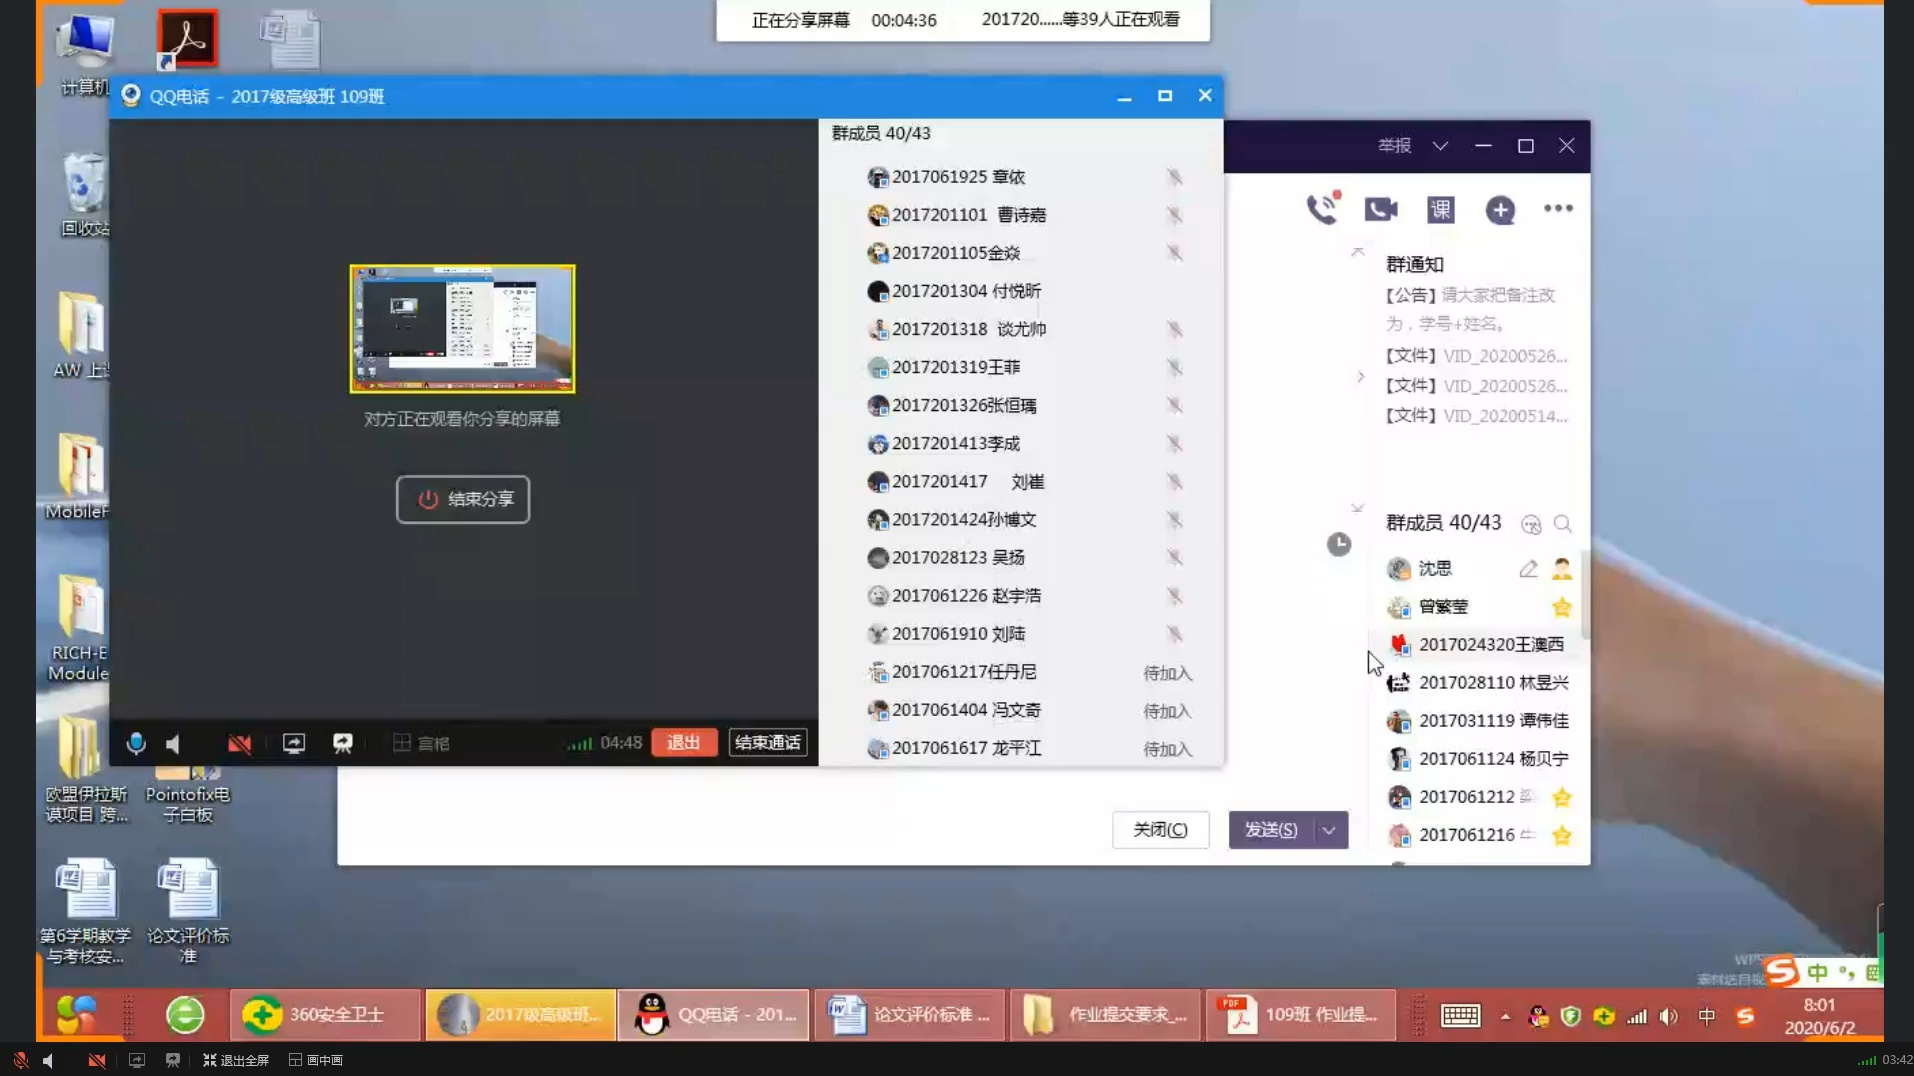 正在分享屏幕 00:04:36 201720......等39人正在观看
计算机
QQ电话 - 2017级高级班 109班
群成员 40/43
2017061925 章依
2017201101 曹诗嘉
2017201105金焱
2017201304 付悦昕
2017201318 谈尤帅
2017201319王菲
2017201326张恒瑀
2017201413李成
2017201417 刘崔
2017201424孙博文
2017028123 吴扬
2017061226 赵宇浩
2017061910 刘陆
2017061217任丹尼 待加入
2017061404 冯文奇 待加入
2017061617 龙平江 待加入
对方正在观看你分享的屏幕
结束分享
宫格 04:48 退出 结束通话
举报
课
群通知
【公告】请大家把备注改
为，学号+姓名。
【文件】VID_20200526...
【文件】VID_20200526...
【文件】VID_20200514...
群成员 40/43
沈思
曾繁莹
2017024320王澳西
2017028110 林昱兴
2017031119 谭伟佳
2017061124 杨贝宁
2017061212
2017061216
关闭(C) 发送(S)
回收站
AW 上
MobileF
RICH-E
Module
欧盟伊拉斯
谟项目 跨...
Pointofix电
子白板
第6学期教学
与考核安...
论文评价标
准
中
360安全卫士
2017级高级班...
QQ电话 - 201...
论文评价标准 ...
作业提交要求_...
PDF
109班 作业提...
中
8:01
2020/6/2
退出全屏 画中画 03:42